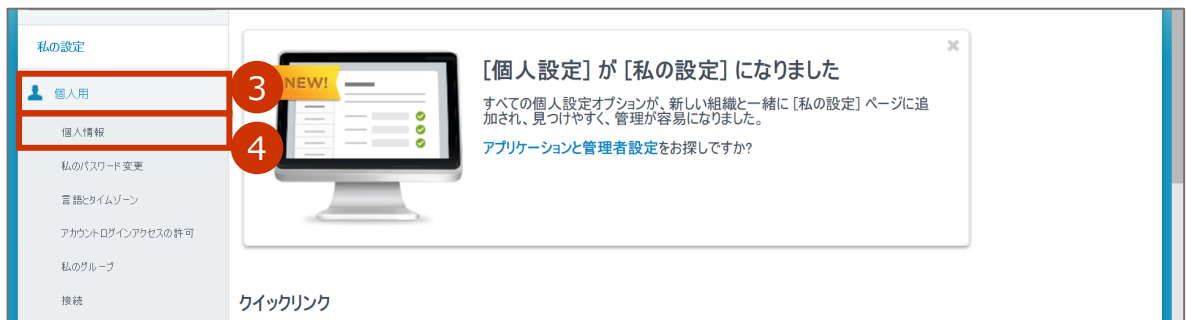 私の設定
個人用
個人情報
私のパスワード変更
言語とタイムゾーン
アカウントログインアクセスの許可
私のグループ
接続
3
4
NEW!
[個人設定] が [私の設定] になりました
すべての個人設定オプションが、新しい組織と一緒に [私の設定] ページに追
加され、見つけやすく、管理が容易になりました。
アプリケーションと管理者設定をお探しですか?
クイックリンク